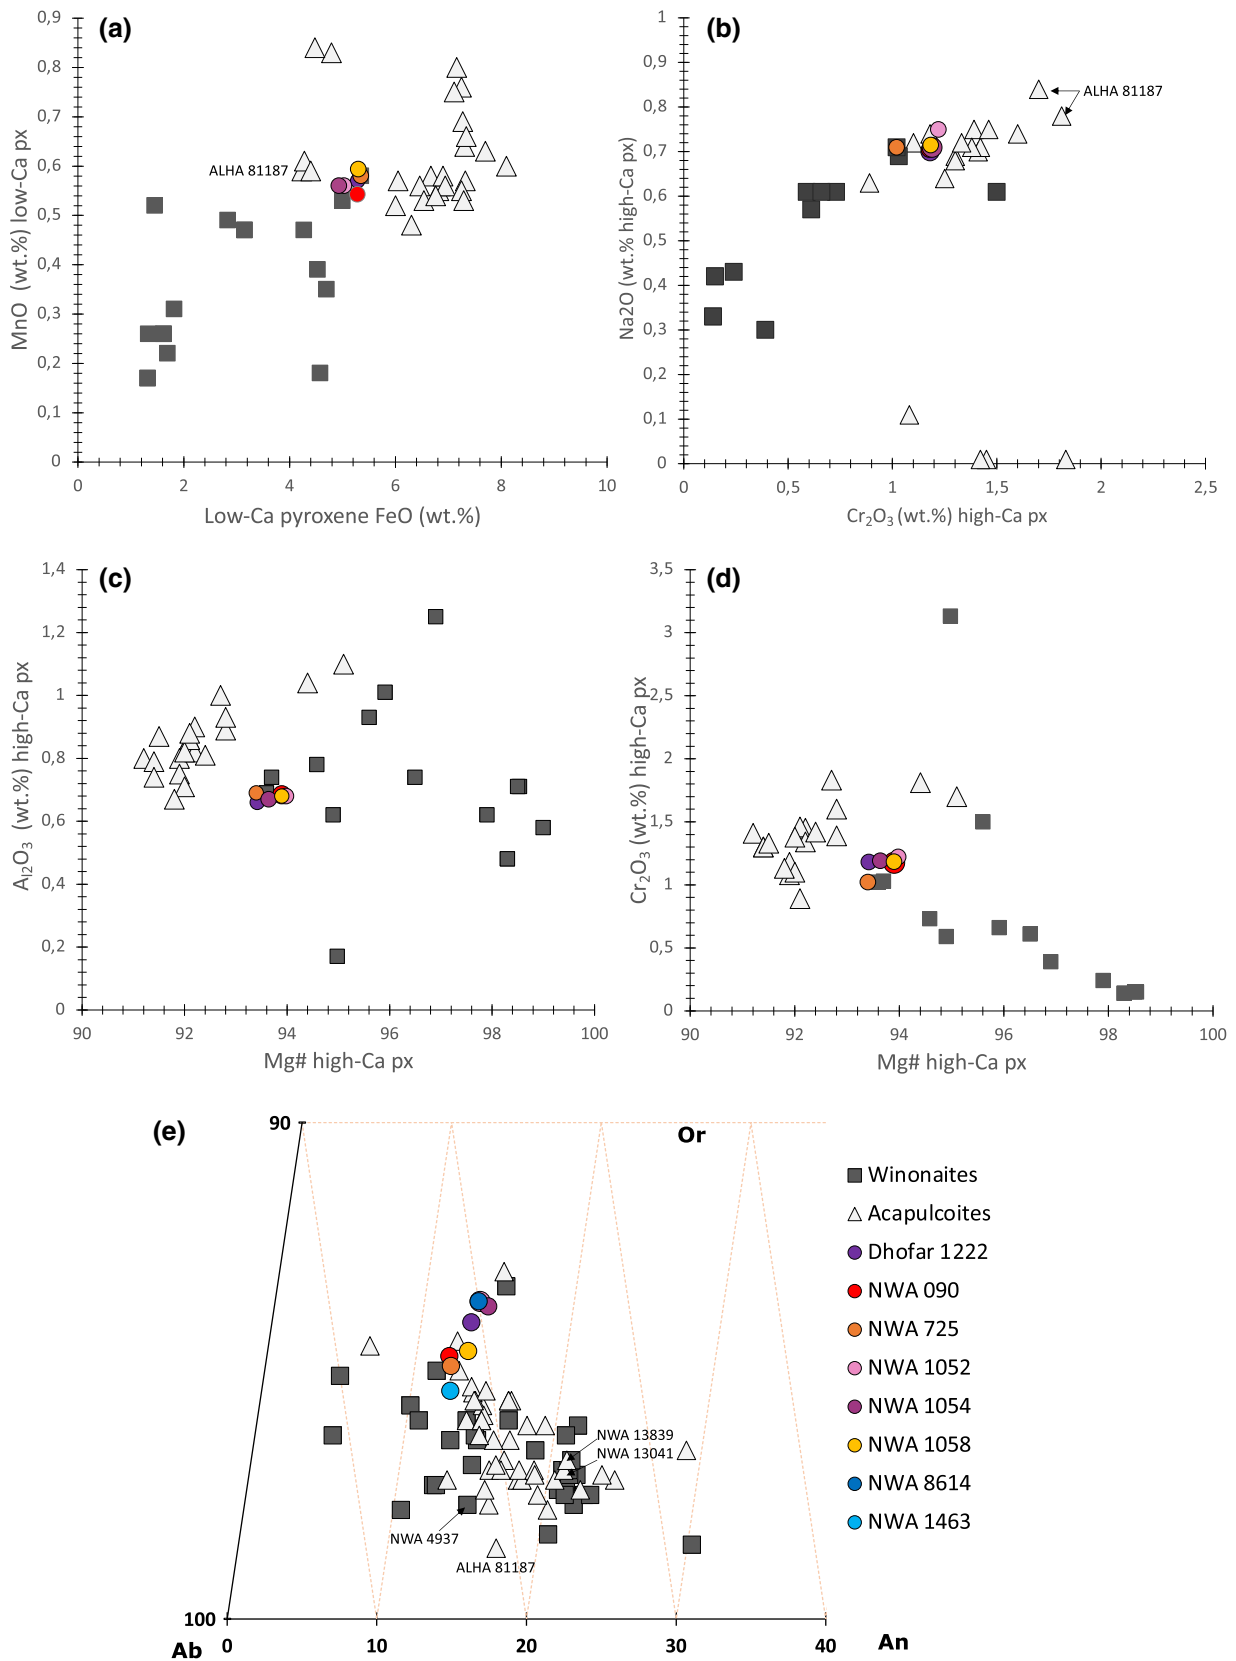 (a)
0,9
0,8
0,7
0,6
0,5
0,4
0,3
0,2
0,1
0
MnO (wt.%) low-Ca px
ALHA 81187
0 2 4 6 8 10
Low-Ca pyroxene FeO (wt.%)
(b)
1
0,9
0,8
0,7
0,6
0,5
0,4
0,3
0,2
0,1
0
Na2O (wt.% high-Ca px)
ALHA 81187
0 0,5 1 1,5 2 2,5
Cr₂O₃ (wt.%) high-Ca px
(c)
1,4
1,2
1
0,8
0,6
0,4
0,2
0
Al₂O₃ (wt.%) high-Ca px
90 92 94 96 98 100
Mg# high-Ca px
(d)
3,5
3
2,5
2
1,5
1
0,5
0
Cr₂O₃ (wt.%) high-Ca px
90 92 94 96 98 100
Mg# high-Ca px
(e)
90
Or
NWA 13839
NWA 13041
NWA 4937
ALHA 81187
100
0 10 20 30 40
Ab
An
Winonaites
Acapulcoites
Dhofar 1222
NWA 090
NWA 725
NWA 1052
NWA 1054
NWA 1058
NWA 8614
NWA 1463